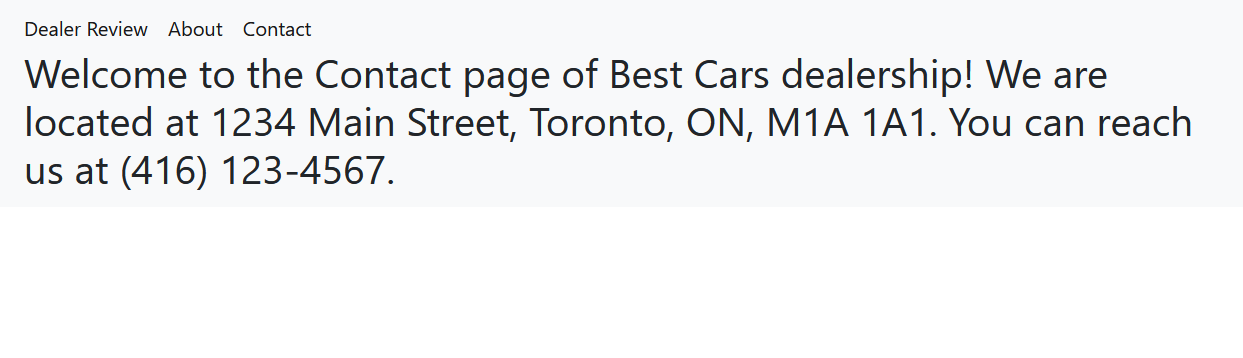 Dealer Review About Contact
Welcome to the Contact page of Best Cars dealership! We are
located at 1234 Main Street, Toronto, ON, M1A 1A1. You can reach
us at (416) 123-4567.